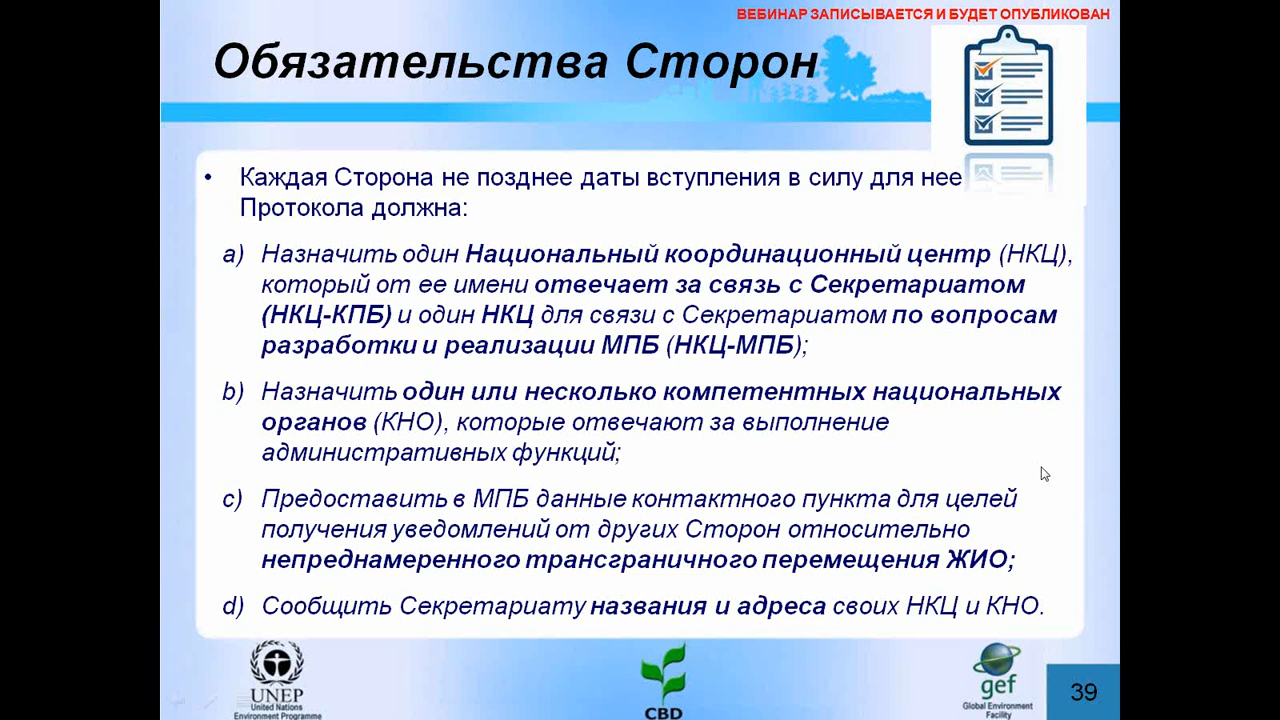 ВЕБИНАР ЗАПИСЫВАЕТСЯ И БУДЕТ ОПУБЛИКОВАН
Обязательства Сторон
• Каждая Сторона не позднее даты вступления в силу для нее
Протокола должна:
a) Назначить один Национальный координационный центр (НКЦ),
который от ее имени отвечает за связь с Секретариатом
(НКЦ-КПБ) и один НКЦ для связи с Секретариатом по вопросам
разработки и реализации МПБ (НКЦ-МПБ);
b) Назначить один или несколько компетентных национальных
органов (КНО), которые отвечают за выполнение
административных функций;
c) Предоставить в МПБ данные контактного пункта для целей
получения уведомлений от других Сторон относительно
непреднамеренного трансграничного перемещения ЖИО;
d) Сообщить Секретариату названия и адреса своих НКЦ и КНО.
UNEP
United Nations
Environment Programme
CBD
gef
Global Environment
Facility
39